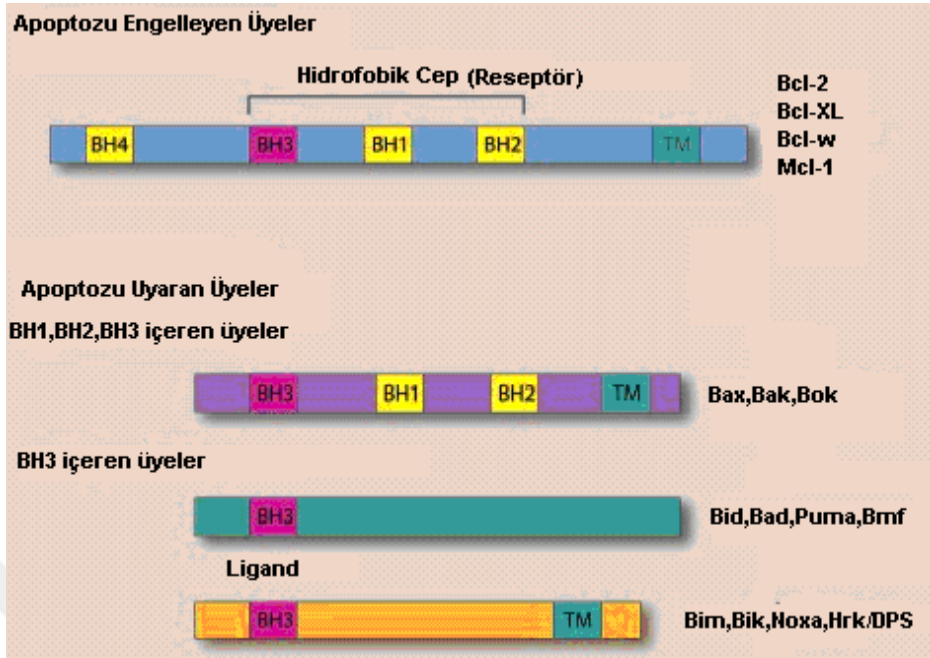 Apoptozu Engelleyen Üyeler
Hidrofobik Cep (Reseptör)
BH4 BH3 BH1 BH2 TM
Bcl-2
Bcl-XL
Bcl-w
Mcl-1
Apoptozu Uyaran Üyeler
BH1,BH2,BH3 içeren üyeler
BH3 BH1 BH2 TM
Bax,Bak,Bok
BH3 içeren üyeler
BH3
Bid,Bad,Puma,Bmf
Ligand
BH3 TM
Bim,Bik,Noxa,Hrk/DPS